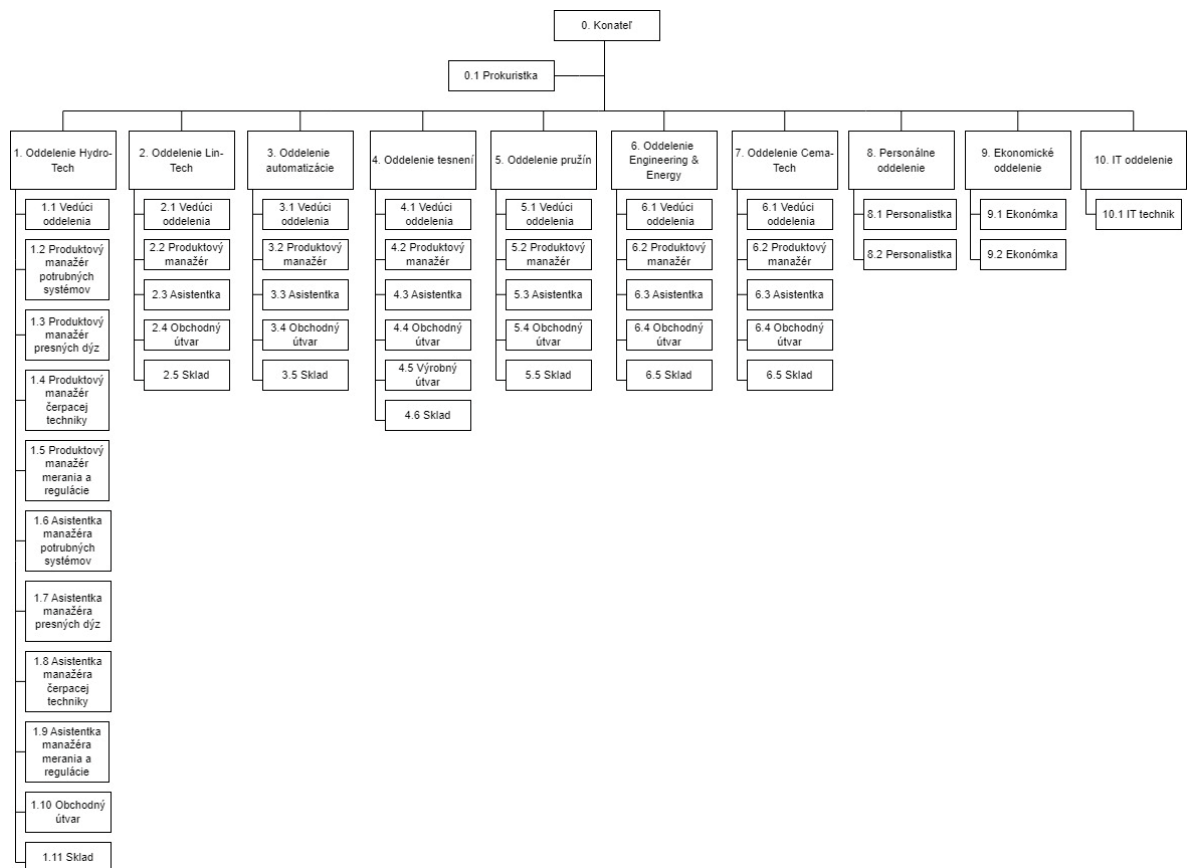 0. Konateľ
0.1 Prokuristka
1. Oddelenie Hydro-
Tech
2. Oddelenie Lin-
Tech
3. Oddelenie
automatizácie
4. Oddelenie tesnení
5. Oddelenie pružín
6. Oddelenie
Engineering &
Energy
7. Oddelenie Cema-
Tech
8. Personálne
oddelenie
9. Ekonomické
oddelenie
10. IT oddelenie
1.1 Vedúci
oddelenia
1.2 Produktový
manažér
potrubných
systémov
1.3 Produktový
manažér
presných dýz
1.4 Produktový
manažér
čerpacej
techniky
1.5 Produktový
manažér
merania a
regulácie
1.6 Asistentka
manažéra
potrubných
systémov
1.7 Asistentka
manažéra
presných dýz
1.8 Asistentka
manažéra
čerpacej
techniky
1.9 Asistentka
manažéra
merania a
regulácie
1.10 Obchodný
útvar
1.11 Sklad
2.1 Vedúci
oddelenia
2.2 Produktový
manažér
2.3 Asistentka
2.4 Obchodný
útvar
2.5 Sklad
3.1 Vedúci
oddelenia
3.2 Produktový
manažér
3.3 Asistentka
3.4 Obchodný
útvar
3.5 Sklad
4.1 Vedúci
oddelenia
4.2 Produktový
manažér
4.3 Asistentka
4.4 Obchodný
útvar
4.5 Výrobný
útvar
4.6 Sklad
5.1 Vedúci
oddelenia
5.2 Produktový
manažér
5.3 Asistentka
5.4 Obchodný
útvar
5.5 Sklad
6.1 Vedúci
oddelenia
6.2 Produktový
manažér
6.3 Asistentka
6.4 Obchodný
útvar
6.5 Sklad
6.1 Vedúci
oddelenia
6.2 Produktový
manažér
6.3 Asistentka
6.4 Obchodný
útvar
6.5 Sklad
8.1 Personalistka
8.2 Personalistka
9.1 Ekonómka
9.2 Ekonómka
10.1 IT technik